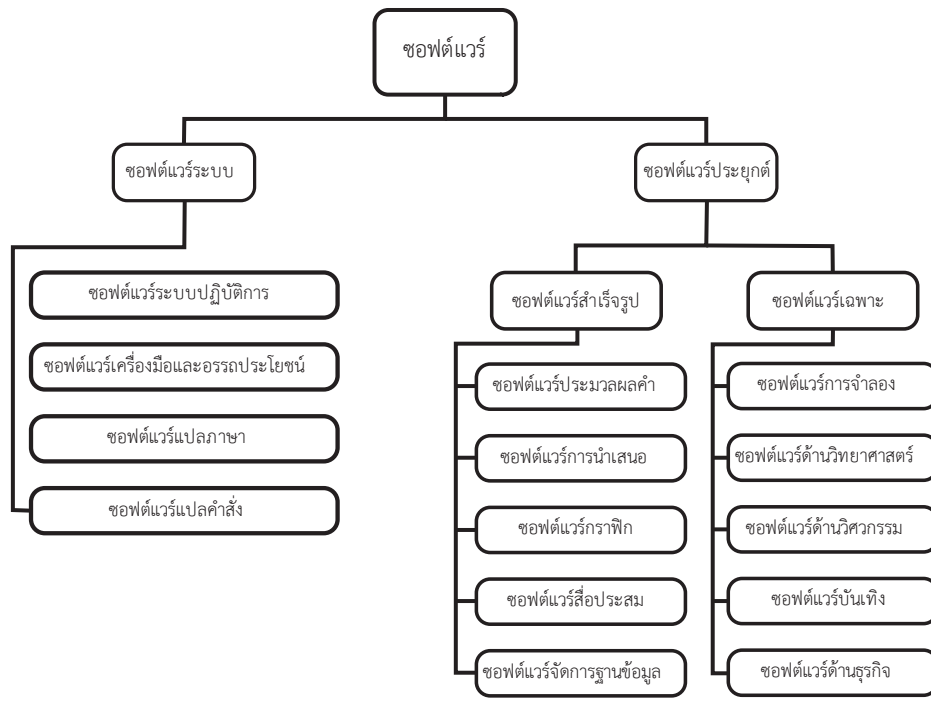 ซอฟต์แวร์
ซอฟต์แวร์ระบบ
ซอฟต์แวร์ระบบปฏิบัติการ
ซอฟต์แวร์เครื่องมือและอรรถประโยชน์
ซอฟต์แวร์แปลภาษา
ซอฟต์แวร์แปลคำสั่ง
ซอฟต์แวร์ประยุกต์
ซอฟต์แวร์สำเร็จรูป
ซอฟต์แวร์ประมวลผลคำ
ซอฟต์แวร์การนำเสนอ
ซอฟต์แวร์กราฟิก
ซอฟต์แวร์สื่อประสม
ซอฟต์แวร์จัดการฐานข้อมูล
ซอฟต์แวร์เฉพาะ
ซอฟต์แวร์การจำลอง
ซอฟต์แวร์ด้านวิทยาศาสตร์
ซอฟต์แวร์ด้านวิศวกรรม
ซอฟต์แวร์บันเทิง
ซอฟต์แวร์ด้านธุรกิจ